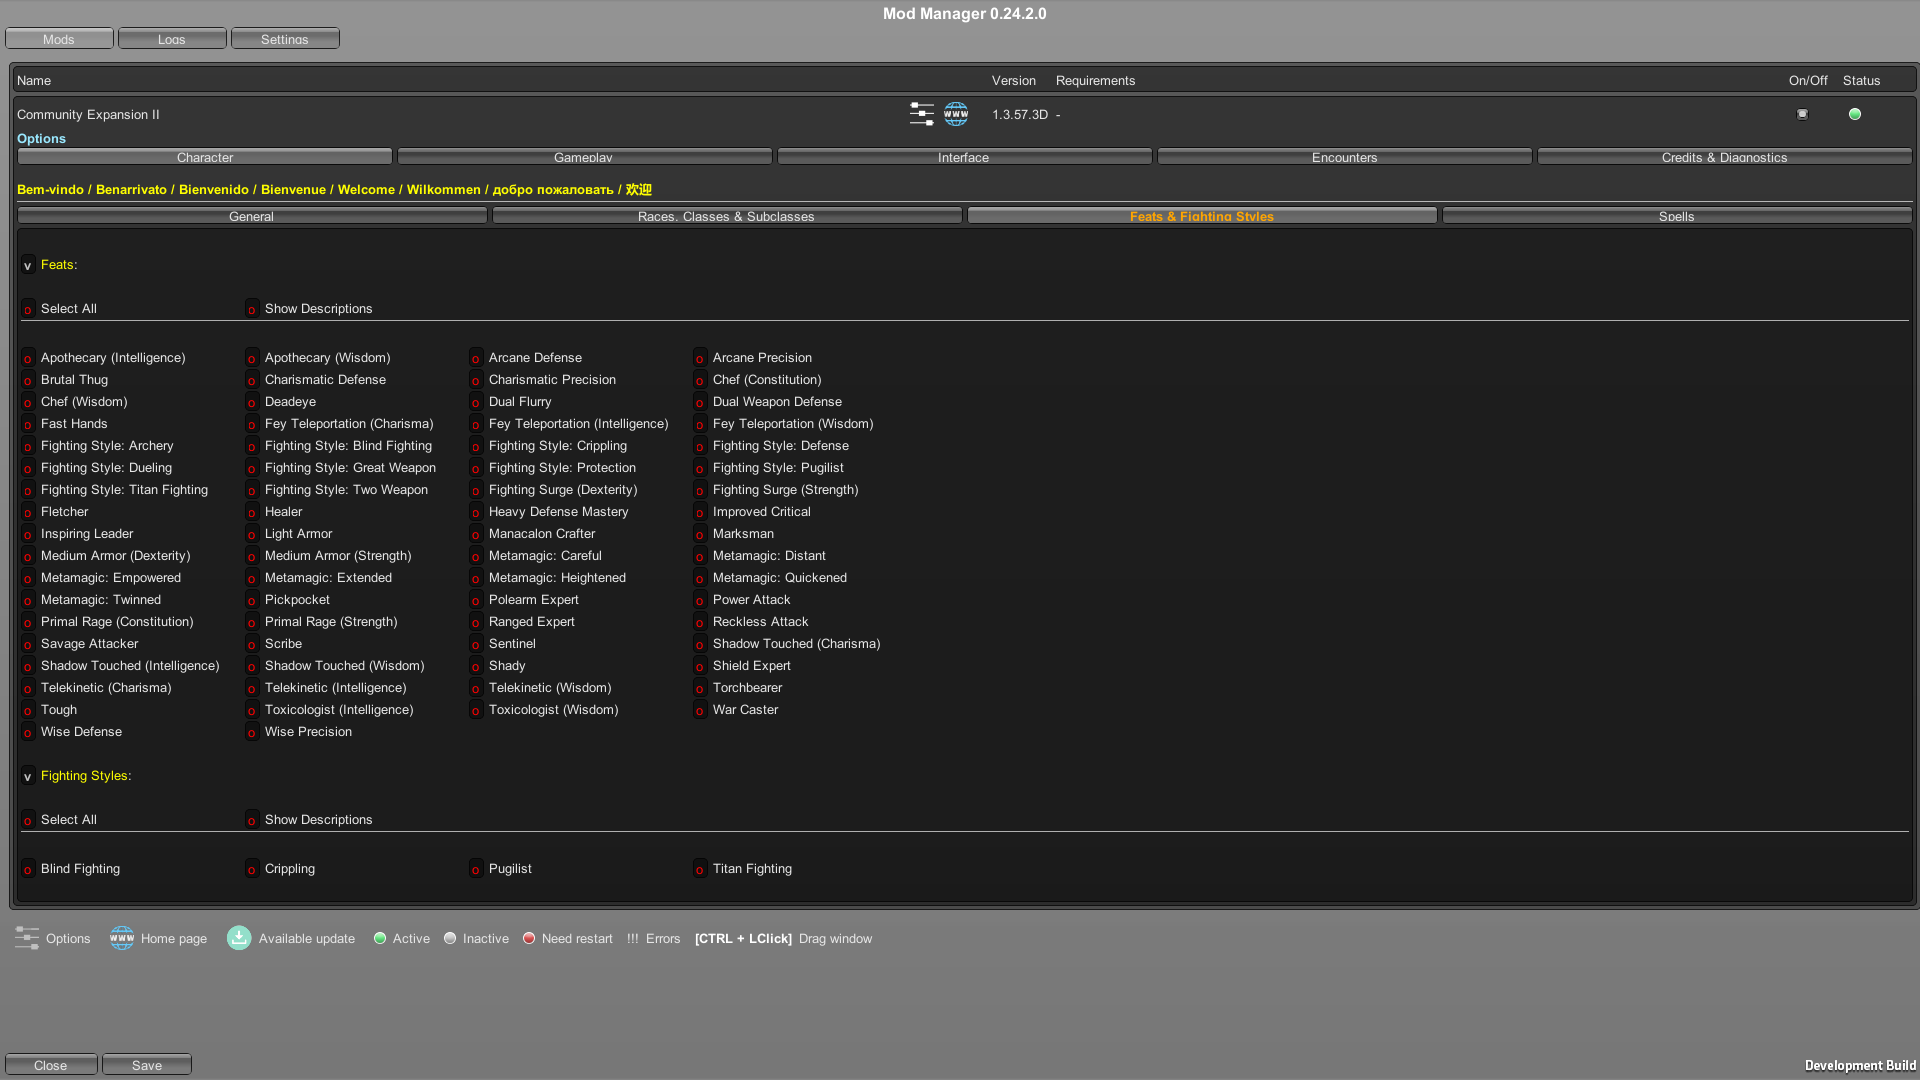 Mod Manager 0.24.2.0
Mods Logs Settings
Name Version Requirements On/Off Status
Community Expansion II www 1.3.57.3D -
Options
Character Gameplay Interface Encounters Credits & Diagnostics
Bem-vindo / Benarrivato / Bienvenido / Bienvenue / Welcome / Wilkommen / добро пожаловать / 欢迎
General Races, Classes & Subclasses Feats & Fighting Styles Spells
v Feats:
o Select All o Show Descriptions
o Apothecary (Intelligence) o Apothecary (Wisdom) o Arcane Defense o Arcane Precision
o Brutal Thug o Charismatic Defense o Charismatic Precision o Chef (Constitution)
o Chef (Wisdom) o Deadeye o Dual Flurry o Dual Weapon Defense
o Fast Hands o Fey Teleportation (Charisma) o Fey Teleportation (Intelligence) o Fey Teleportation (Wisdom)
o Fighting Style: Archery o Fighting Style: Blind Fighting o Fighting Style: Crippling o Fighting Style: Defense
o Fighting Style: Dueling o Fighting Style: Great Weapon o Fighting Style: Protection o Fighting Style: Pugilist
o Fighting Style: Titan Fighting o Fighting Style: Two Weapon o Fighting Surge (Dexterity) o Fighting Surge (Strength)
o Fletcher o Healer o Heavy Defense Mastery o Improved Critical
o Inspiring Leader o Light Armor o Manacalon Crafter o Marksman
o Medium Armor (Dexterity) o Medium Armor (Strength) o Metamagic: Careful o Metamagic: Distant
o Metamagic: Empowered o Metamagic: Extended o Metamagic: Heightened o Metamagic: Quickened
o Metamagic: Twinned o Pickpocket o Polearm Expert o Power Attack
o Primal Rage (Constitution) o Primal Rage (Strength) o Ranged Expert o Reckless Attack
o Savage Attacker o Scribe o Sentinel o Shadow Touched (Charisma)
o Shadow Touched (Intelligence) o Shadow Touched (Wisdom) o Shady o Shield Expert
o Telekinetic (Charisma) o Telekinetic (Intelligence) o Telekinetic (Wisdom) o Torchbearer
o Tough o Toxicologist (Intelligence) o Toxicologist (Wisdom) o War Caster
o Wise Defense o Wise Precision
v Fighting Styles:
o Select All o Show Descriptions
o Blind Fighting o Crippling o Pugilist o Titan Fighting
Options www Home page Available update Active Inactive Need restart !!! Errors [CTRL + LClick] Drag window
Close Save Development Build